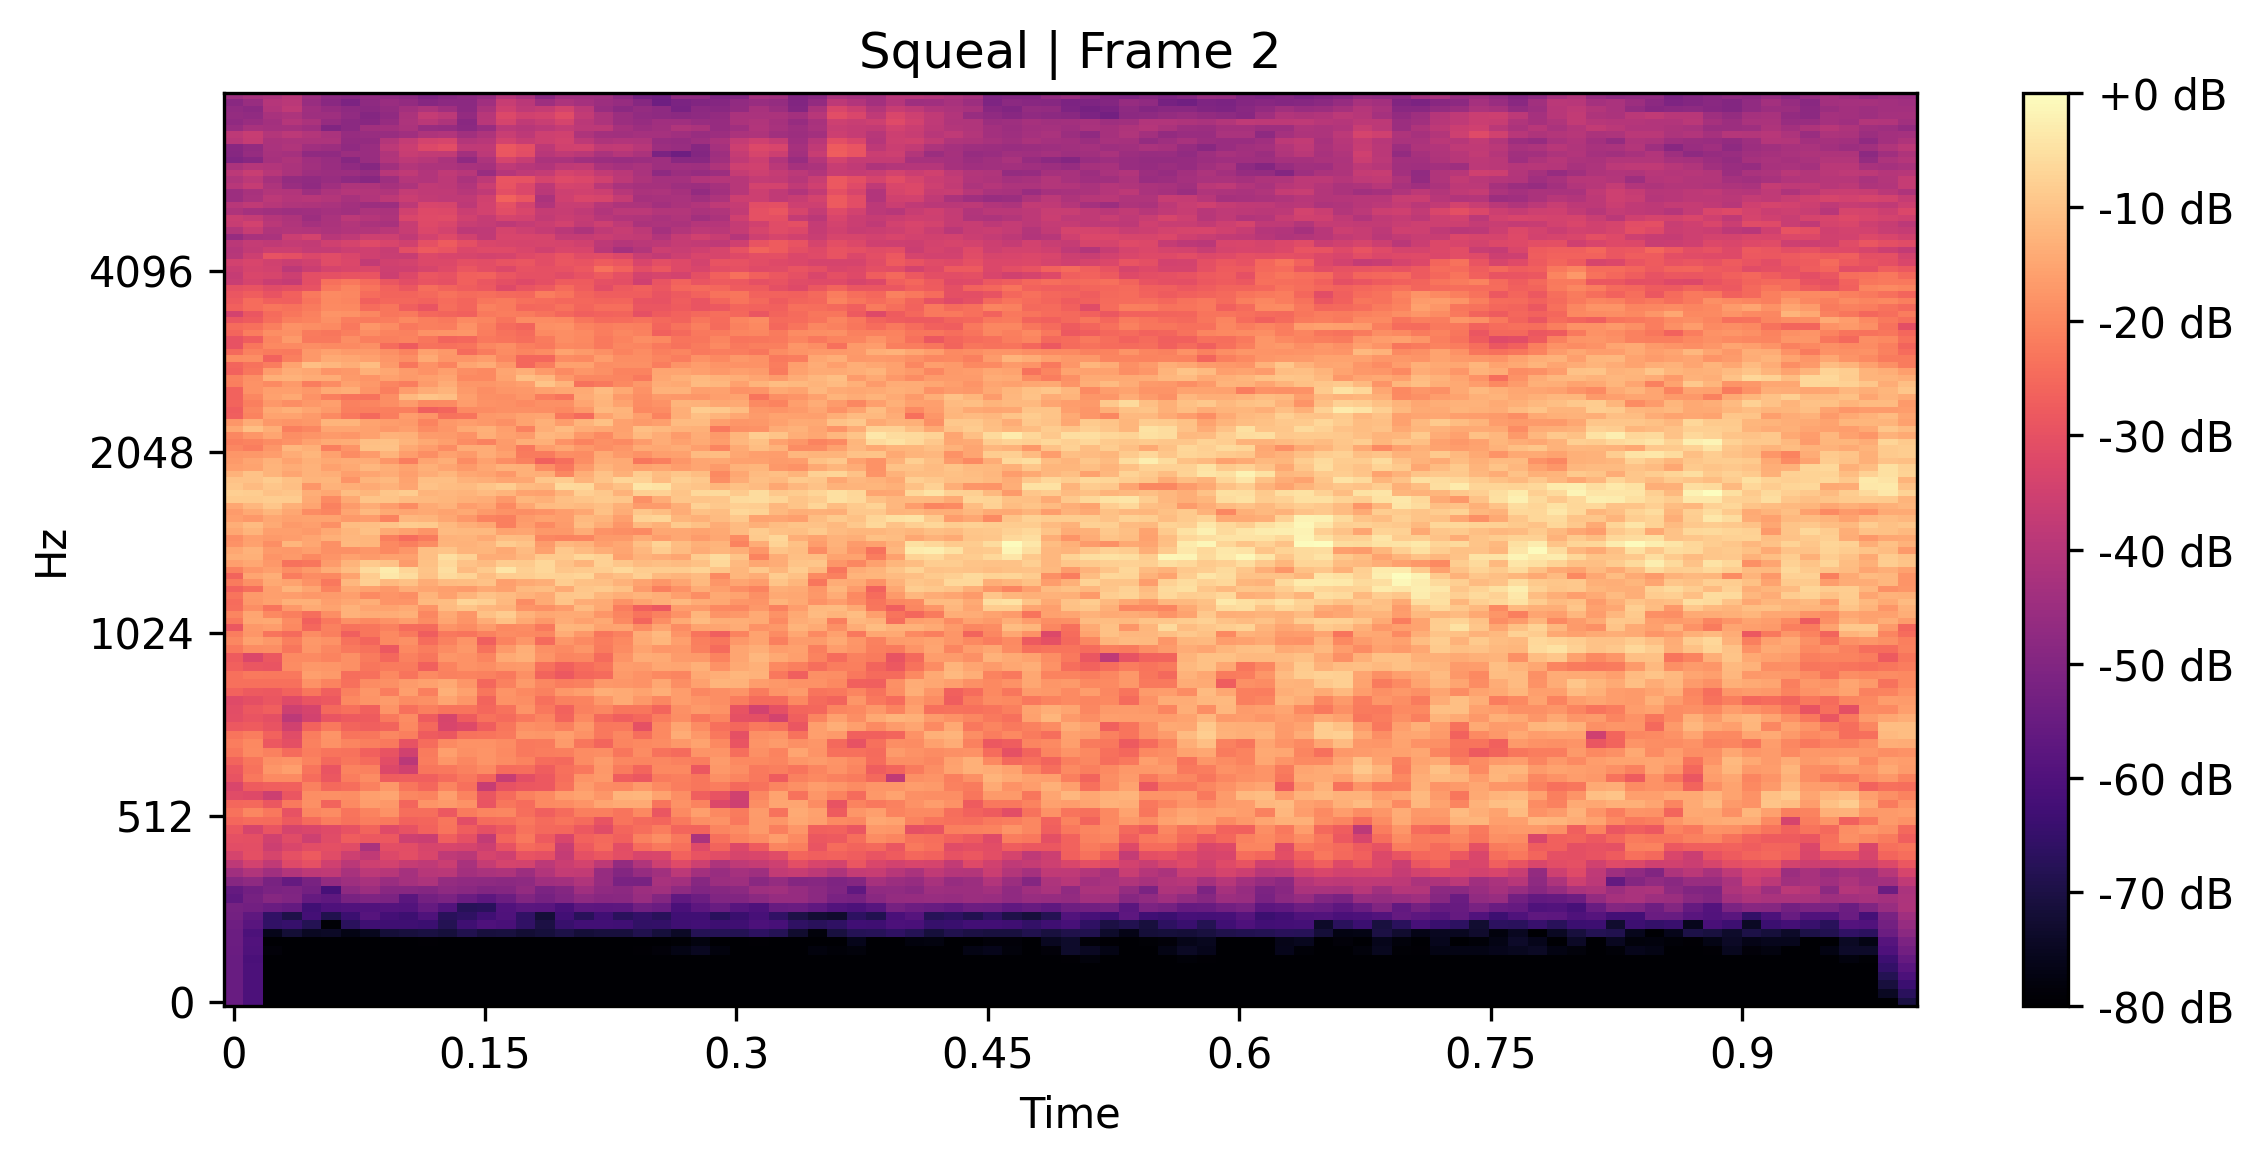 Squeal | Frame 2
+0 dB
-10 dB
-20 dB
-30 dB
-40 dB
-50 dB
-60 dB
-70 dB
-80 dB
Hz
4096
2048
1024
512
0
0 0.15 0.3 0.45 0.6 0.75 0.9
Time